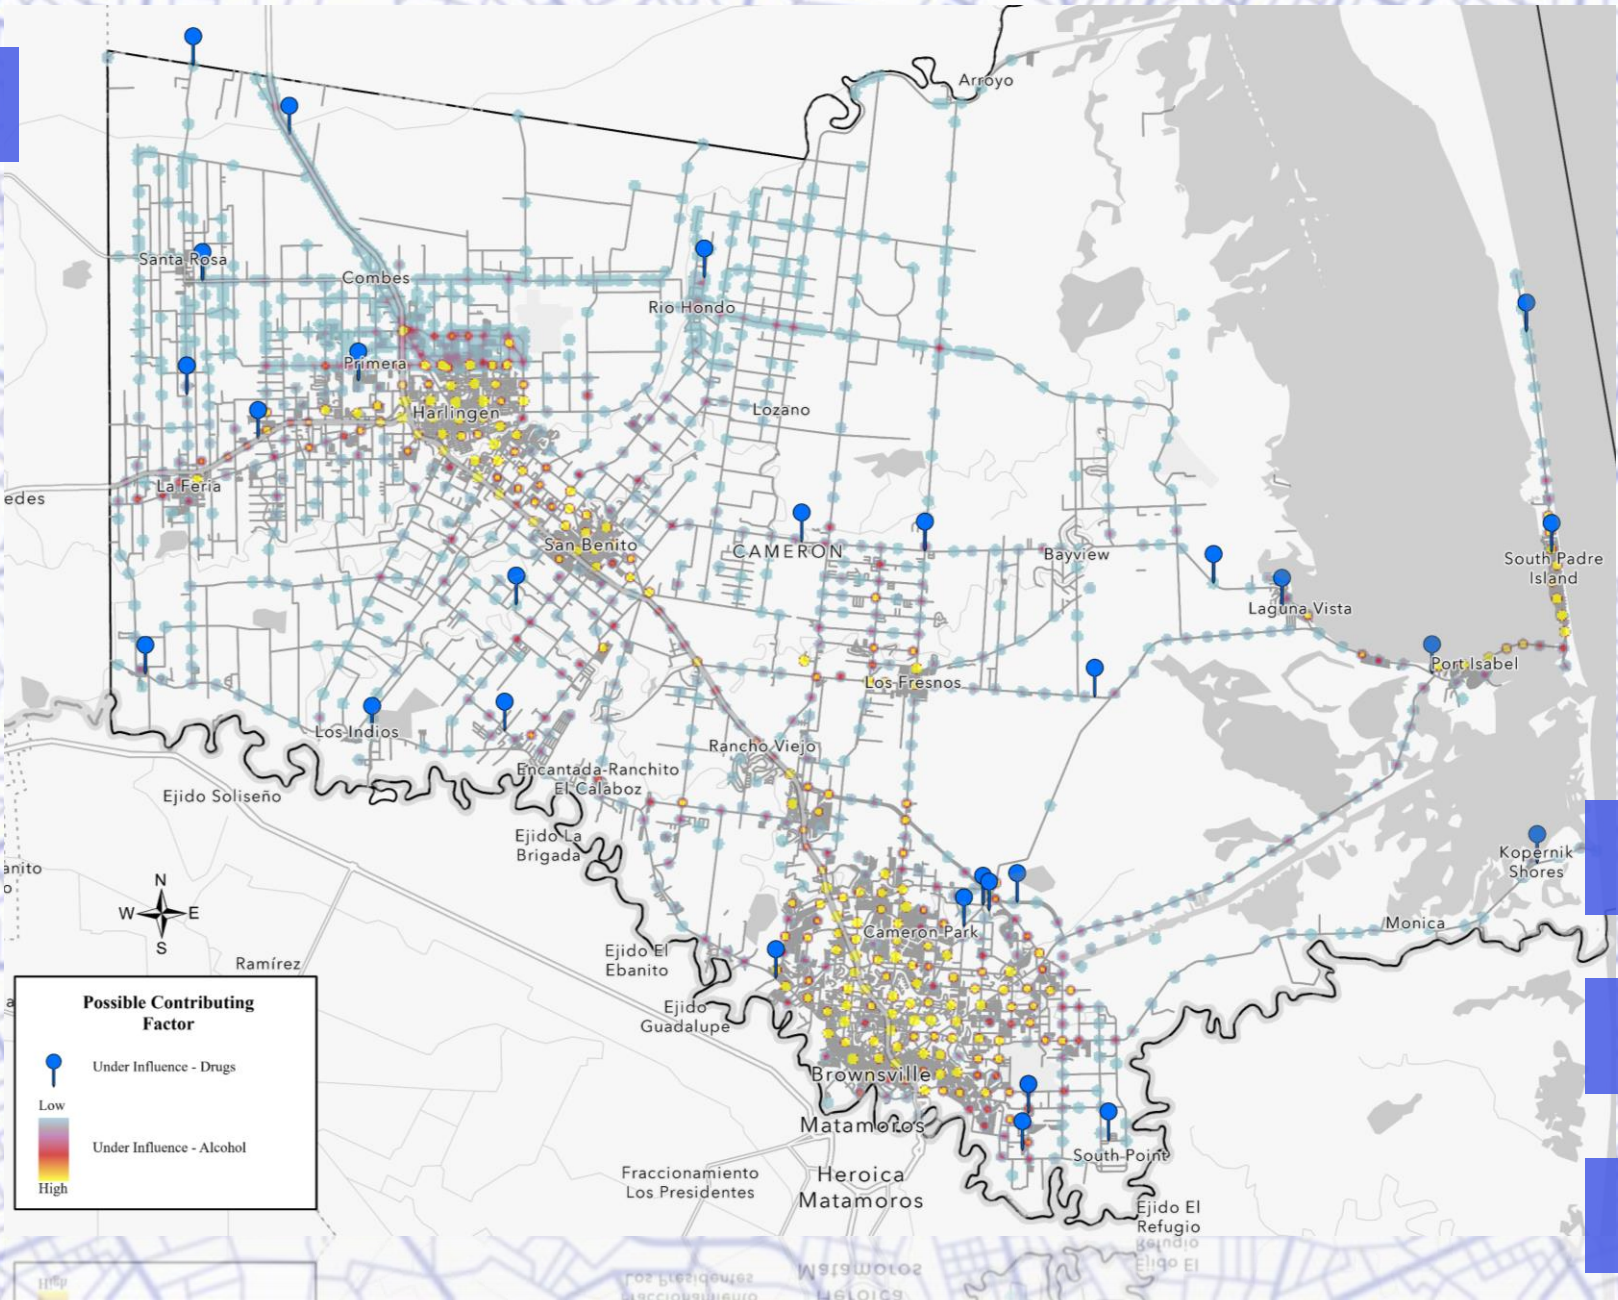 Arroyo
Santa Rosa
Combes
Rio Hondo
Primera
Harlingen
Lozano
La Feria
edes
San Benito
CAMERON
Bayview
South Padre
Island
Laguna Vista
Port Isabel
Los Fresnos
Los Indios
Rancho Viejo
Encantada-Ranchito
El Calaboz
Ejido Soliseño
Ejido La
Brigada
Kopernik
Shores
anito
o
N
W
E
S
Cameron Park
Monica
Ejido El
Ebanito
Ramírez
Ejido
Guadalupe
Brownsville
Matamoros
South Point
Fraccionamiento
Los Presidentes
Heroica
Matamoros
Ejido El
Refugio
Possible Contributing
Factor
Under Influence - Drugs
Low
Under Influence - Alcohol
High